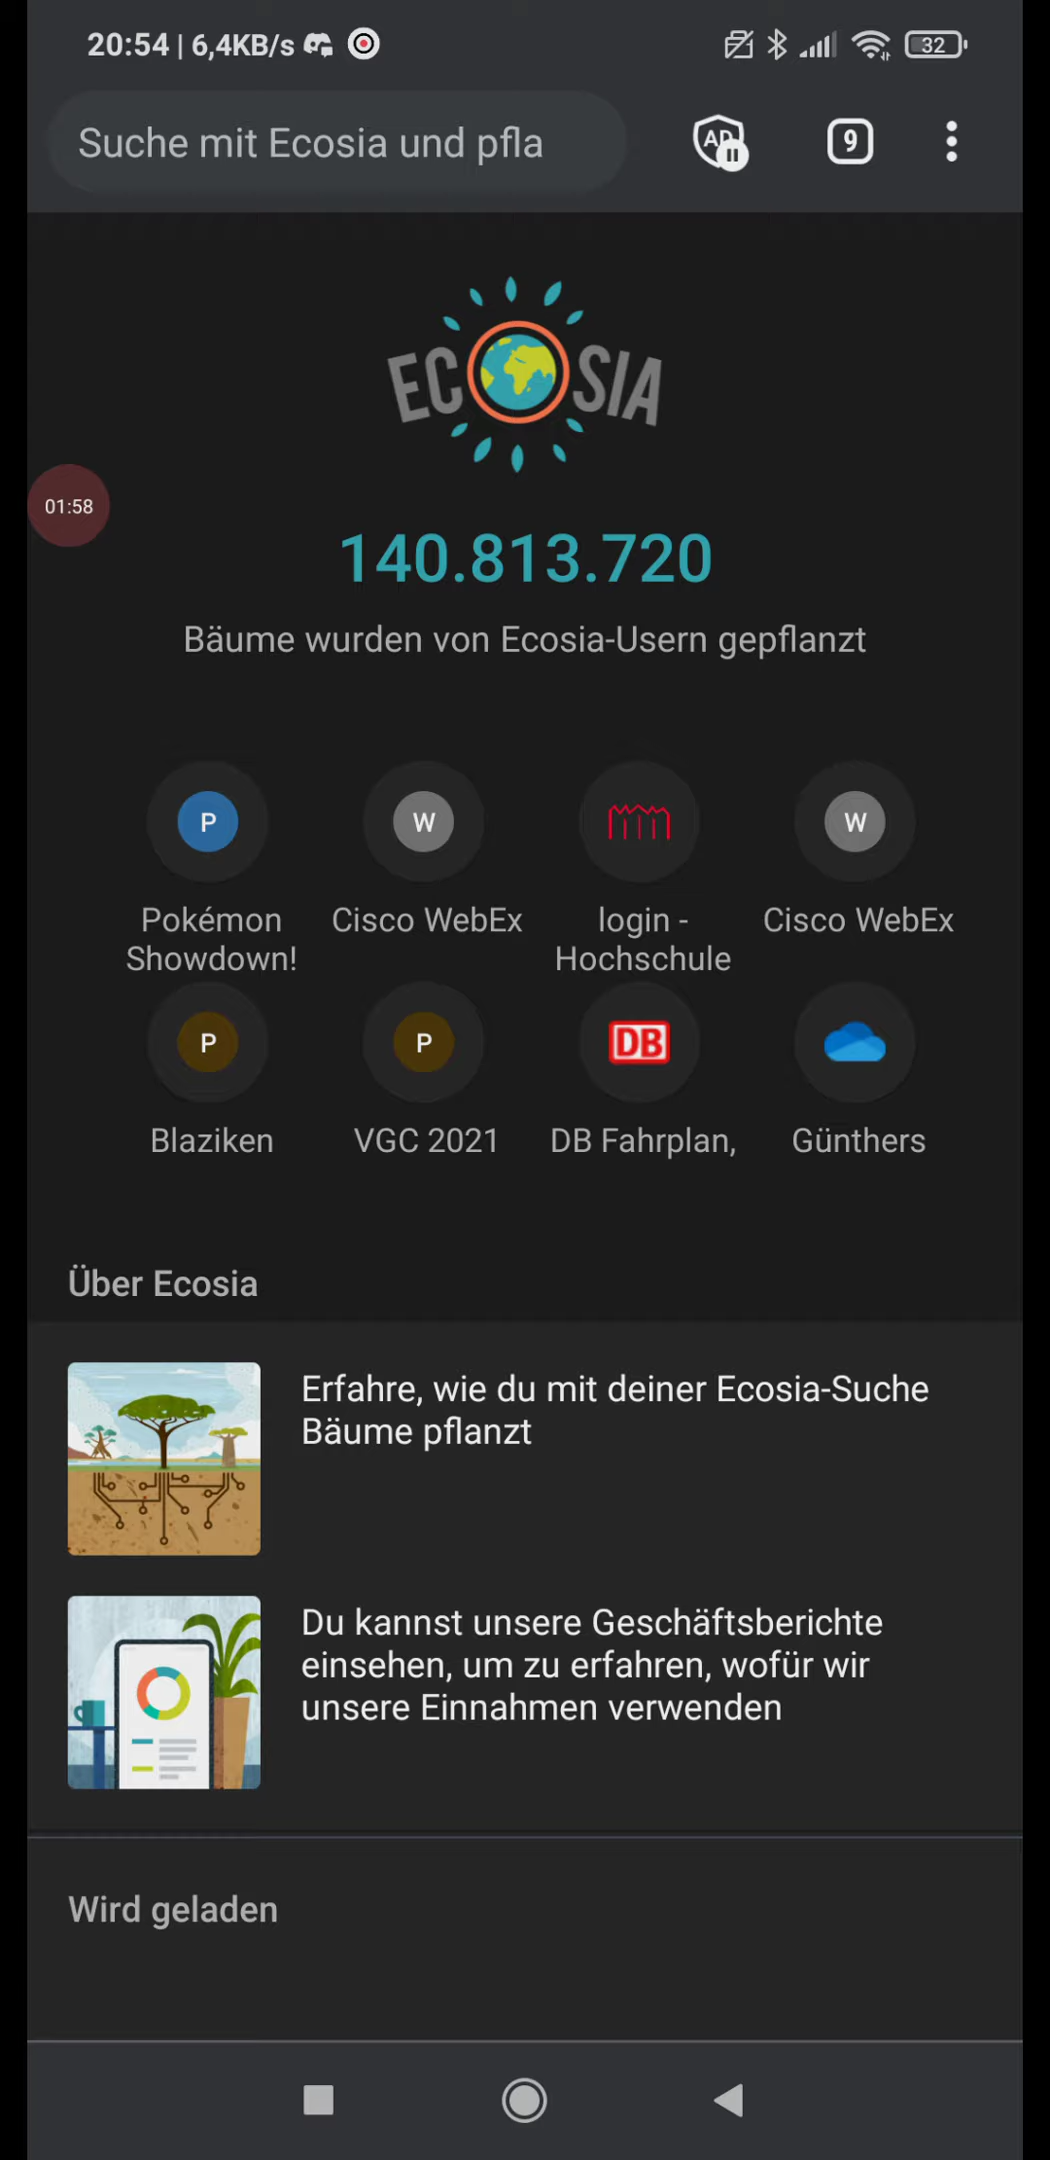 20:54 | 6,4KB/s
32
Suche mit Ecosia und pfla
AD
9
ECOSIA
01:58
140.813.720
Bäume wurden von Ecosia-Usern gepflanzt
P W W
Pokémon Cisco WebEx login - Cisco WebEx
Showdown! Hochschule
P P DB
Blaziken VGC 2021 DB Fahrplan, Günthers
Über Ecosia
Erfahre, wie du mit deiner Ecosia-Suche
Bäume pflanzt
Du kannst unsere Geschäftsberichte
einsehen, um zu erfahren, wofür wir
unsere Einnahmen verwenden
Wird geladen